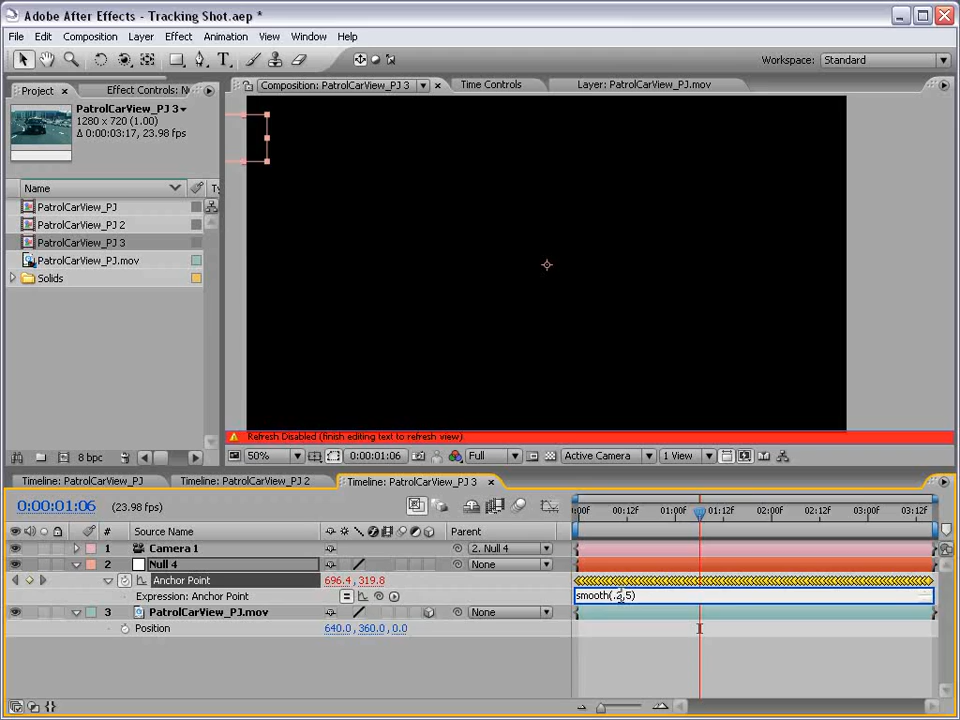 Adobe After Effects - Tracking Shot.aep *
File Edit Composition Layer Effect Animation View Window Help
Workspace: Standard
Project × Effect Controls: N
Composition: PatrolCarView_PJ 3 × Time Controls Layer: PatrolCarView_PJ.mov
PatrolCarView_PJ 3
1280 x 720 (1.00)
Δ 0:00:03:17, 23.98 fps
Name Ty
PatrolCarView_PJ
PatrolCarView_PJ 2
PatrolCarView_PJ 3
PatrolCarView_PJ.mov
Solids
Refresh Disabled (finish editing text to refresh view)
8 bpc
50% 0:00:01:06 Full Active Camera 1 View
Timeline: PatrolCarView_PJ Timeline: PatrolCarView_PJ 2 Timeline: PatrolCarView_PJ 3 ×
0:00:01:06 (23.98 fps)
:00F 00:12F 01:00F 01:12F 02:00F 02:12F 03:00F 03:12F
# Source Name Parent
1 Camera 1 2. Null 4
2 Null 4 None
Anchor Point 696.4, 319.8
Expression: Anchor Point = smooth(.2,5)
3 PatrolCarView_PJ.mov None
Position 640.0, 360.0, 0.0